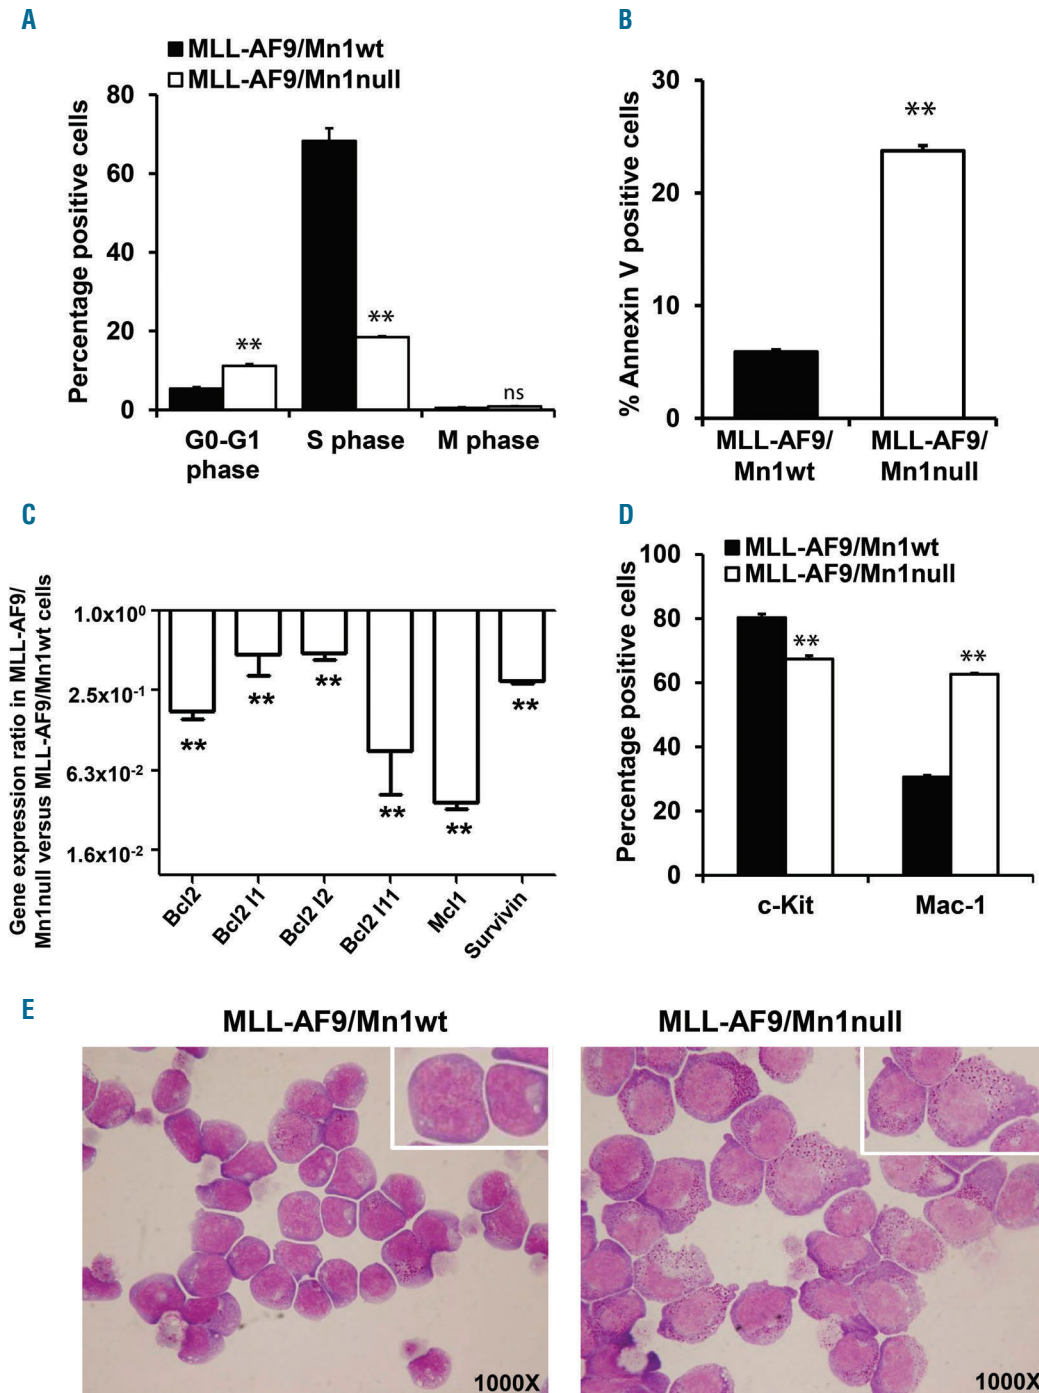 A
MLL-AF9/Mn1wt
MLL-AF9/Mn1null
Percentage positive cells
80
60
40
20
0
**
**
ns
G0-G1
phase
S phase
M phase
B
% Annexin V positive cells
30
20
10
0
**
MLL-AF9/
Mn1wt
MLL-AF9/
Mn1null
C
Gene expression ratio in MLL-AF9/
Mn1null versus MLL-AF9/Mn1wt cells
1.0x10⁰
2.5x10⁻¹
6.3x10⁻²
1.6x10⁻²
**
**
**
**
**
**
Bcl2
Bcl2 l1
Bcl2 l2
Bcl2 l11
Mcl1
Survivin
D
MLL-AF9/Mn1wt
MLL-AF9/Mn1null
Percentage positive cells
100
80
60
40
20
0
**
**
c-Kit
Mac-1
E
MLL-AF9/Mn1wt
MLL-AF9/Mn1null
1000X
1000X